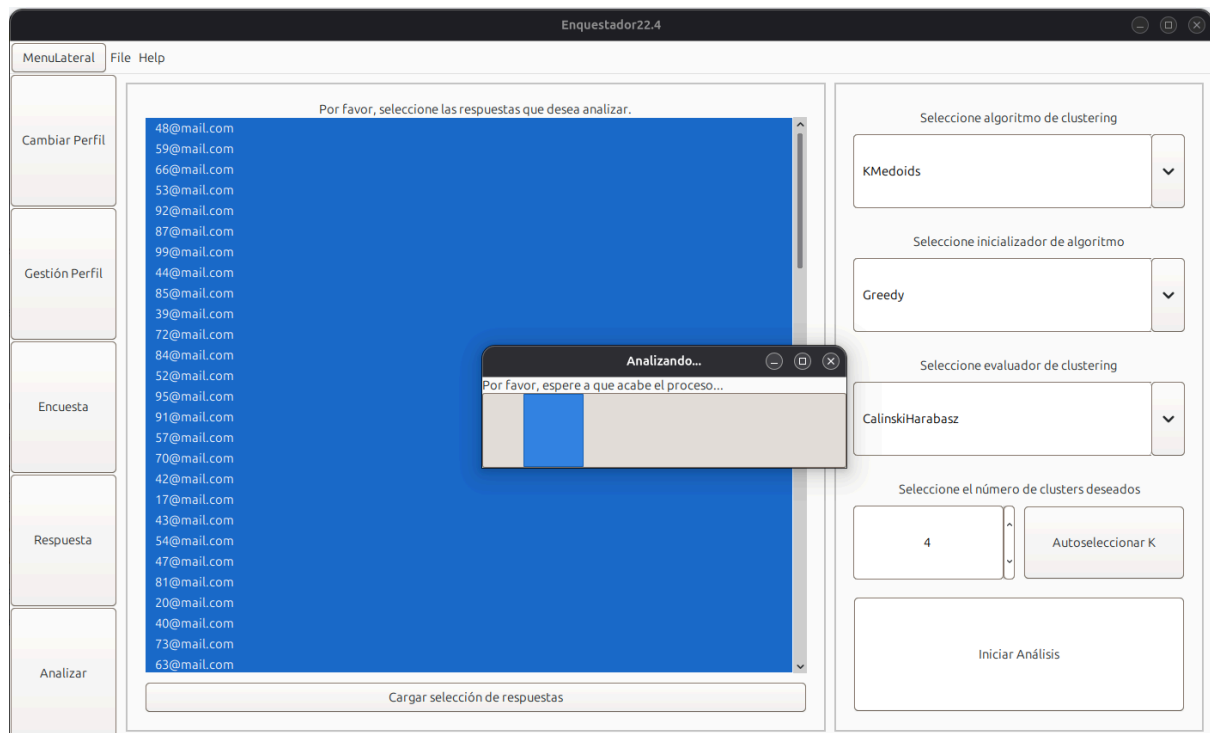 Enquestador22.4
MenuLateral File Help
Cambiar Perfil
Gestión Perfil
Encuesta
Respuesta
Analizar
Por favor, seleccione las respuestas que desea analizar.
48@mail.com
59@mail.com
66@mail.com
53@mail.com
92@mail.com
87@mail.com
99@mail.com
44@mail.com
85@mail.com
39@mail.com
72@mail.com
84@mail.com
52@mail.com
95@mail.com
91@mail.com
57@mail.com
70@mail.com
42@mail.com
17@mail.com
43@mail.com
54@mail.com
47@mail.com
81@mail.com
20@mail.com
40@mail.com
73@mail.com
63@mail.com
Cargar selección de respuestas
Analizando...
Por favor, espere a que acabe el proceso...
Seleccione algoritmo de clustering
KMedoids
Seleccione inicializador de algoritmo
Greedy
Seleccione evaluador de clustering
CalinskiHarabasz
Seleccione el número de clusters deseados
4
Autoseleccionar K
Iniciar Análisis